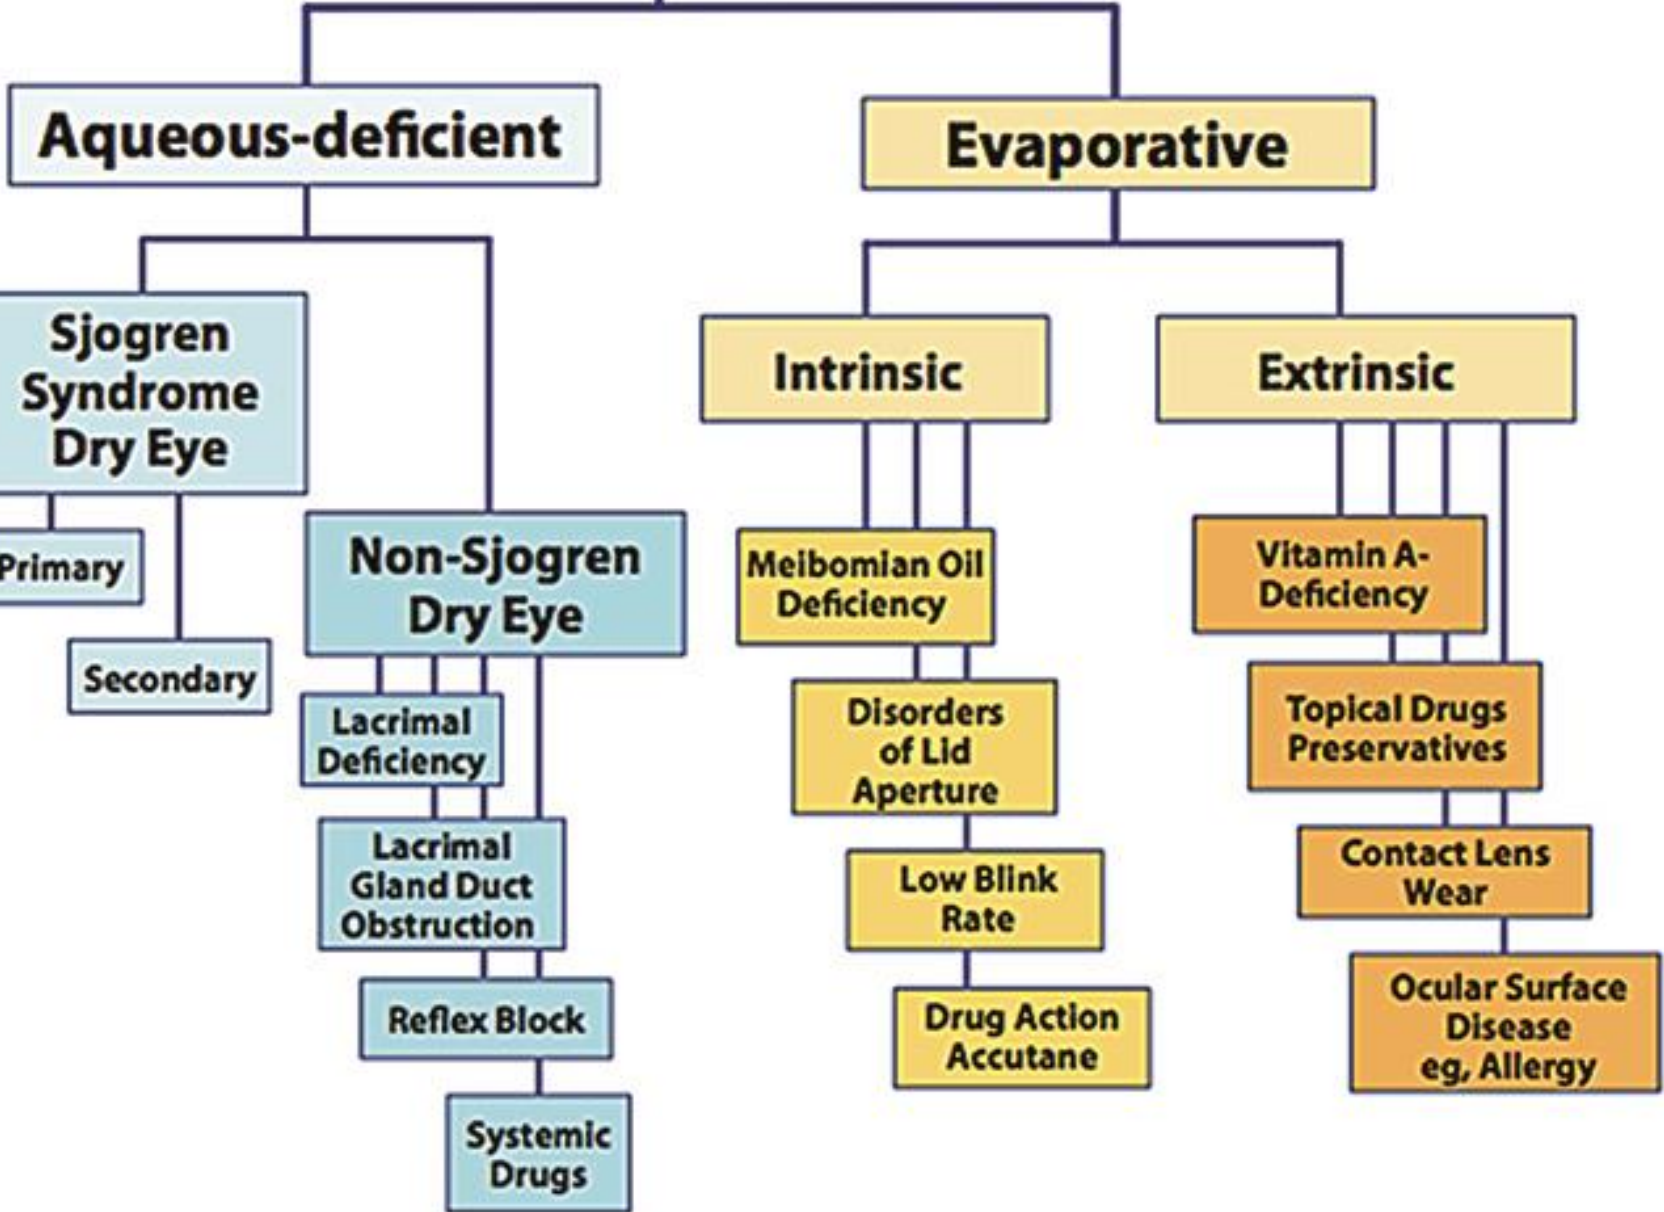 Aqueous-deficient
Evaporative
Sjogren
Syndrome
Dry Eye
Primary
Secondary
Non-Sjogren
Dry Eye
Lacrimal
Deficiency
Lacrimal
Gland Duct
Obstruction
Reflex Block
Systemic
Drugs
Intrinsic
Meibomian Oil
Deficiency
Disorders
of Lid
Aperture
Low Blink
Rate
Drug Action
Accutane
Extrinsic
Vitamin A-
Deficiency
Topical Drugs
Preservatives
Contact Lens
Wear
Ocular Surface
Disease
eg, Allergy